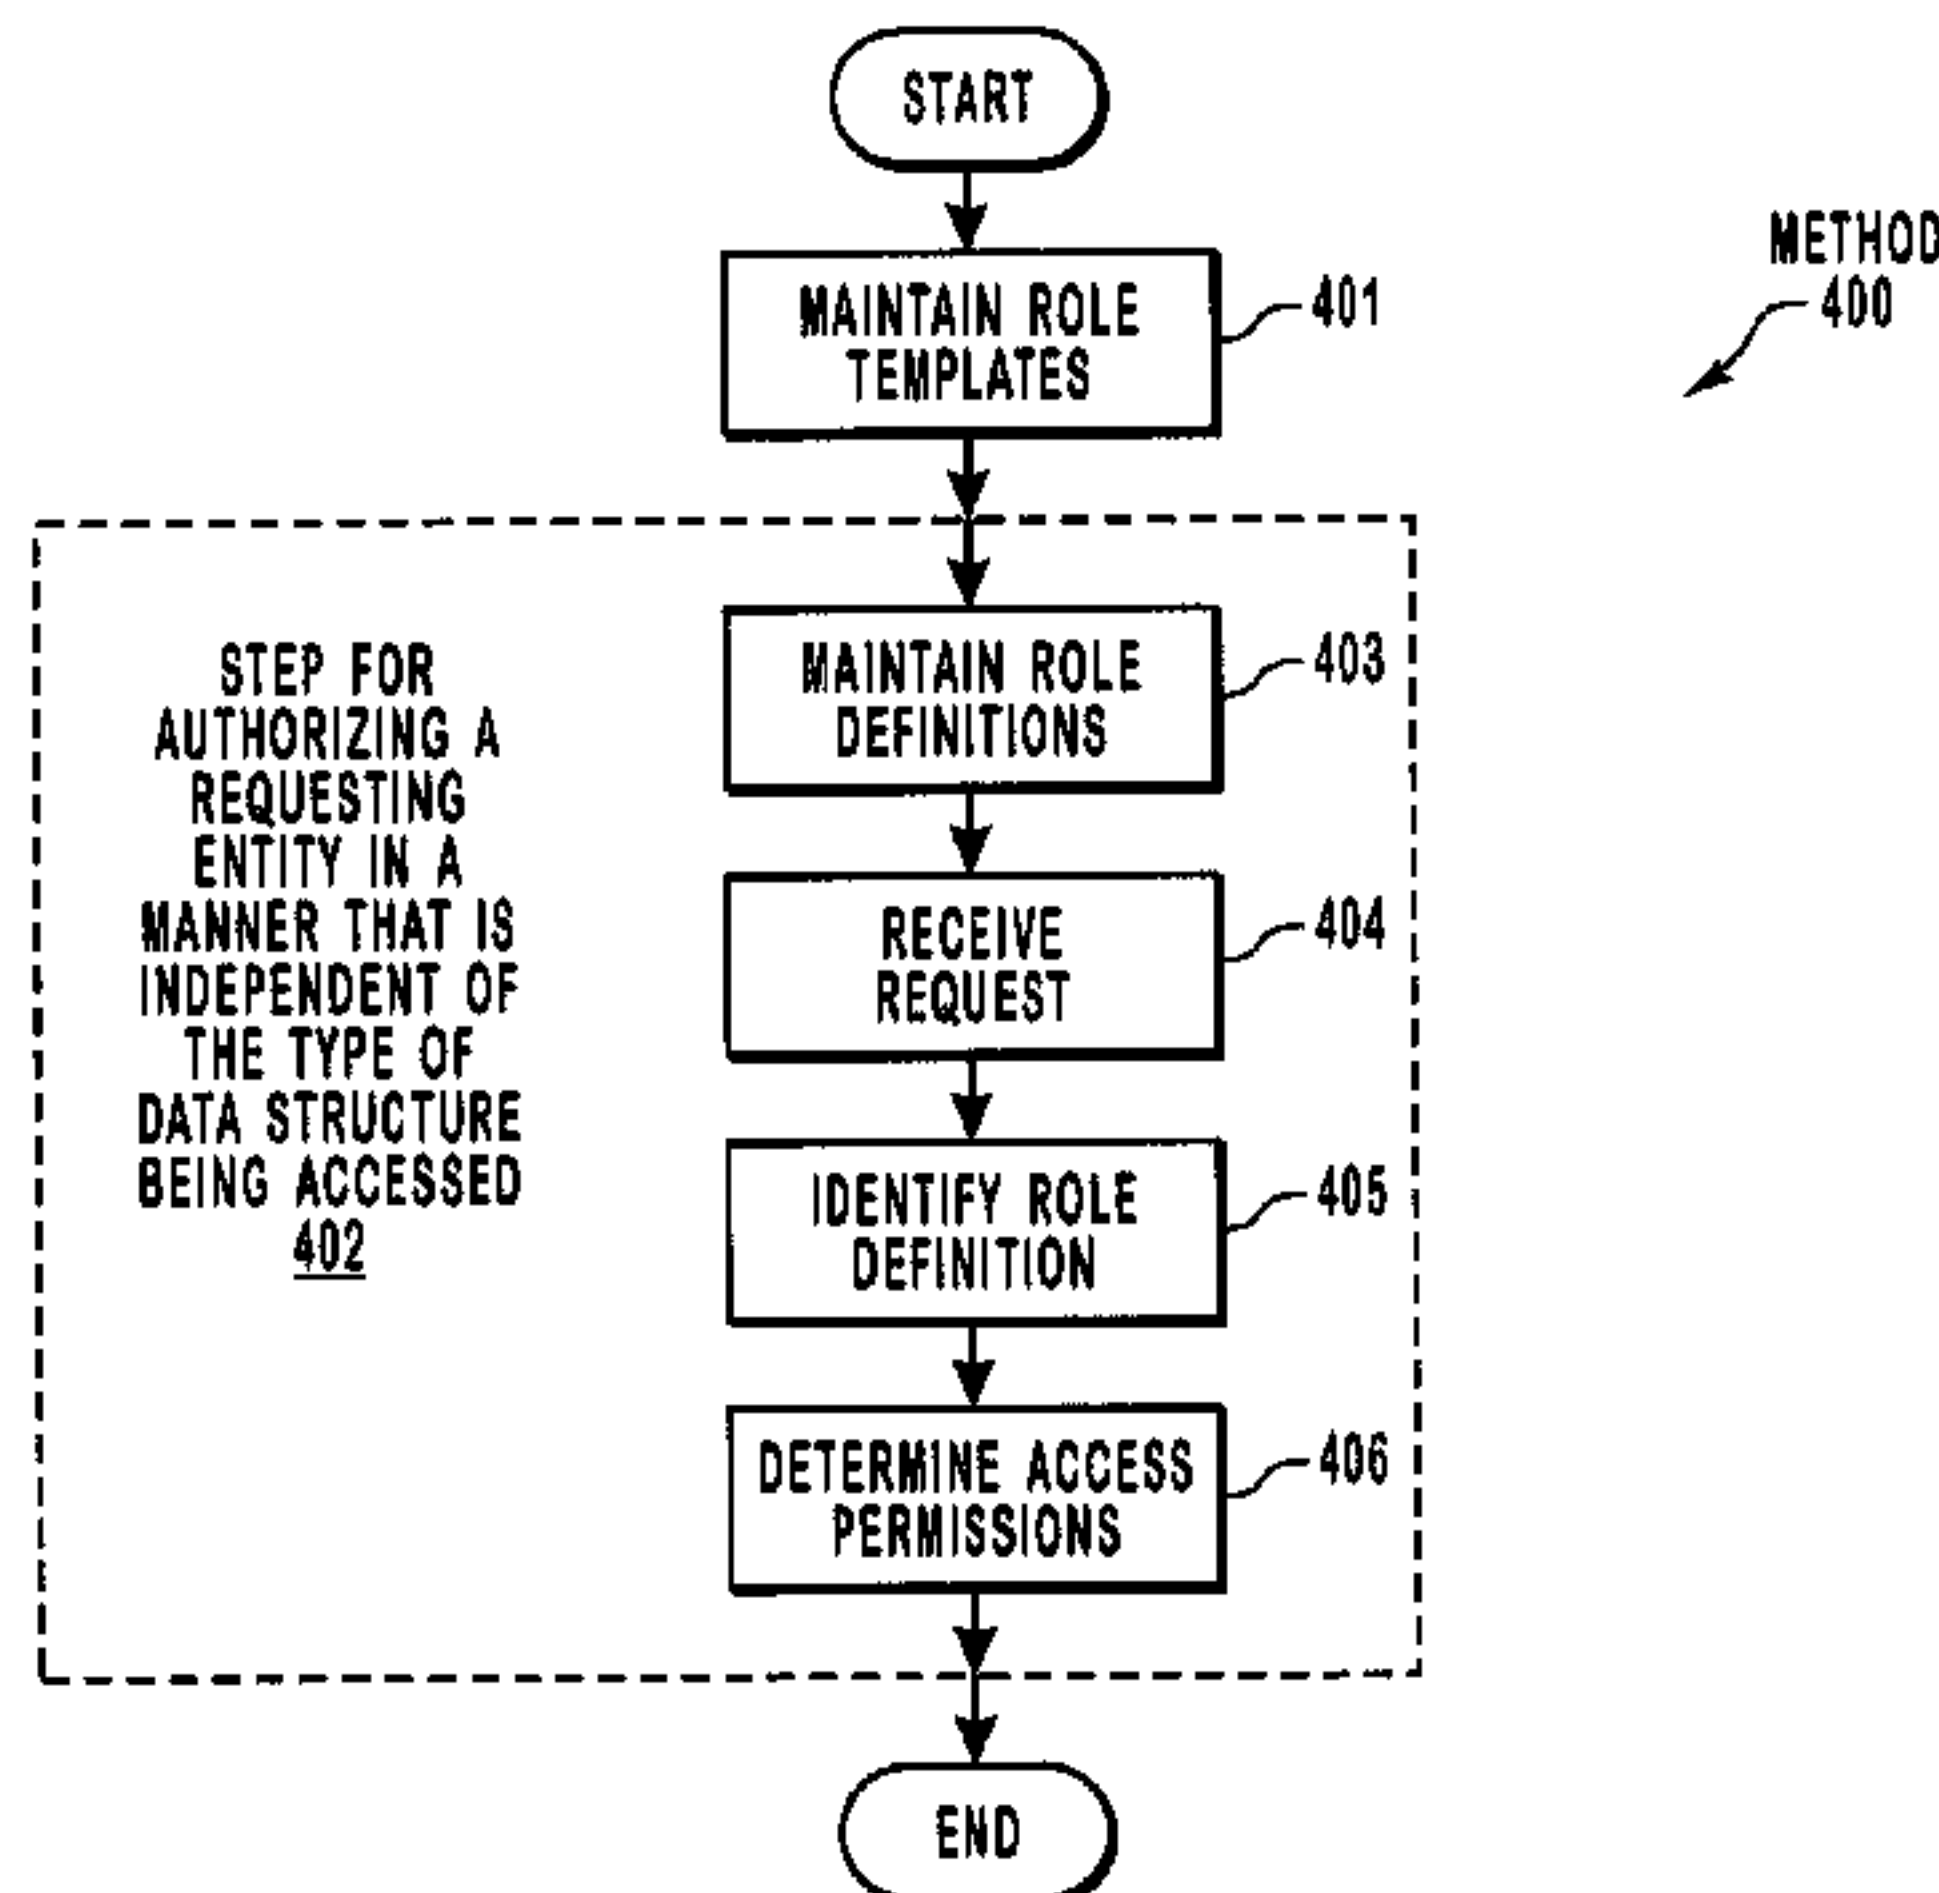 START
METHOD
400
MAINTAIN ROLE
TEMPLATES
401
STEP FOR
AUTHORIZING A
REQUESTING
ENTITY IN A
MANNER THAT IS
INDEPENDENT OF
THE TYPE OF
DATA STRUCTURE
BEING ACCESSED
402
MAINTAIN ROLE
DEFINITIONS
403
RECEIVE
REQUEST
404
IDENTIFY ROLE
DEFINITION
405
DETERMINE ACCESS
PERMISSIONS
406
END